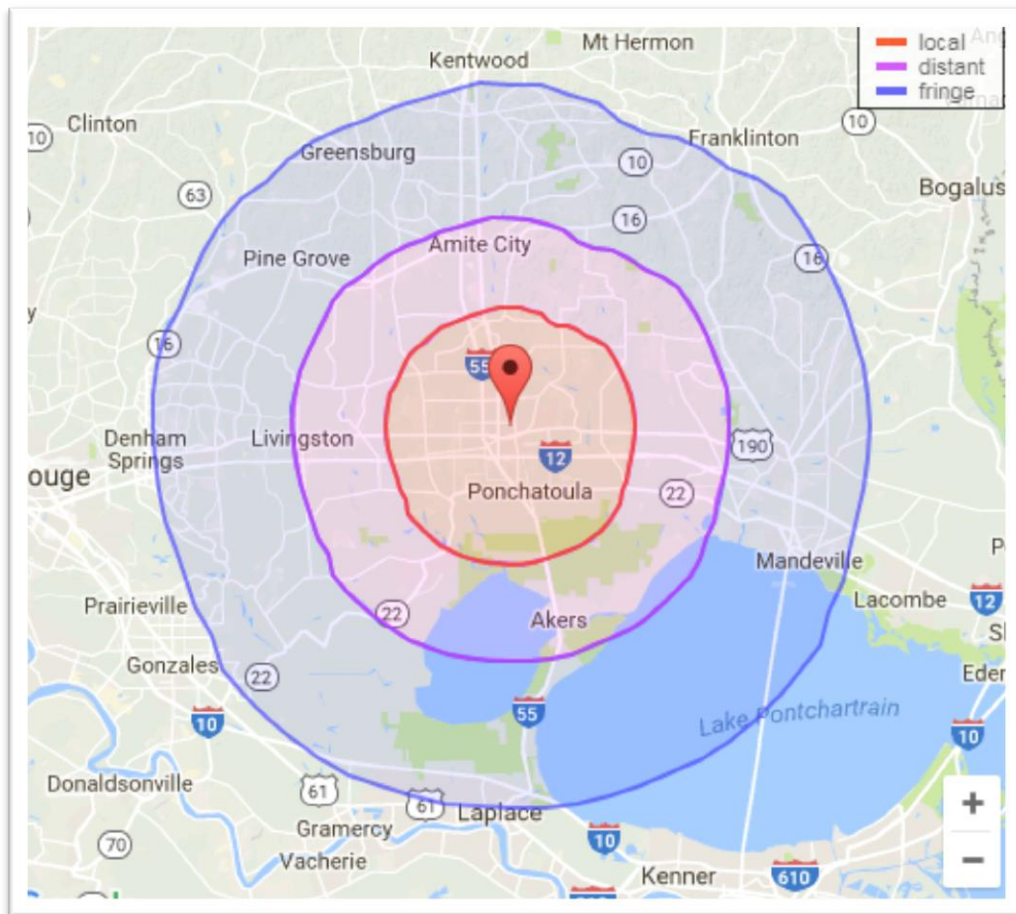 local
distant
fringe
Mt Hermon
Kentwood
10
Clinton
10
Franklinton
Greensburg
10
63
Bogalus
16
Amite City
Pine Grove
16
16
55
Denham
Springs
Livingston
190
12
ouge
Ponchatoula
22
Mandeville
Lacombe
12
Prairieville
22
Akers
Gonzales
22
Eder
55
Lake Pontchartrain
10
10
Donaldsonville
61
61
Laplace
+
Gramercy
10
70
Vacherie
−
Kenner
610